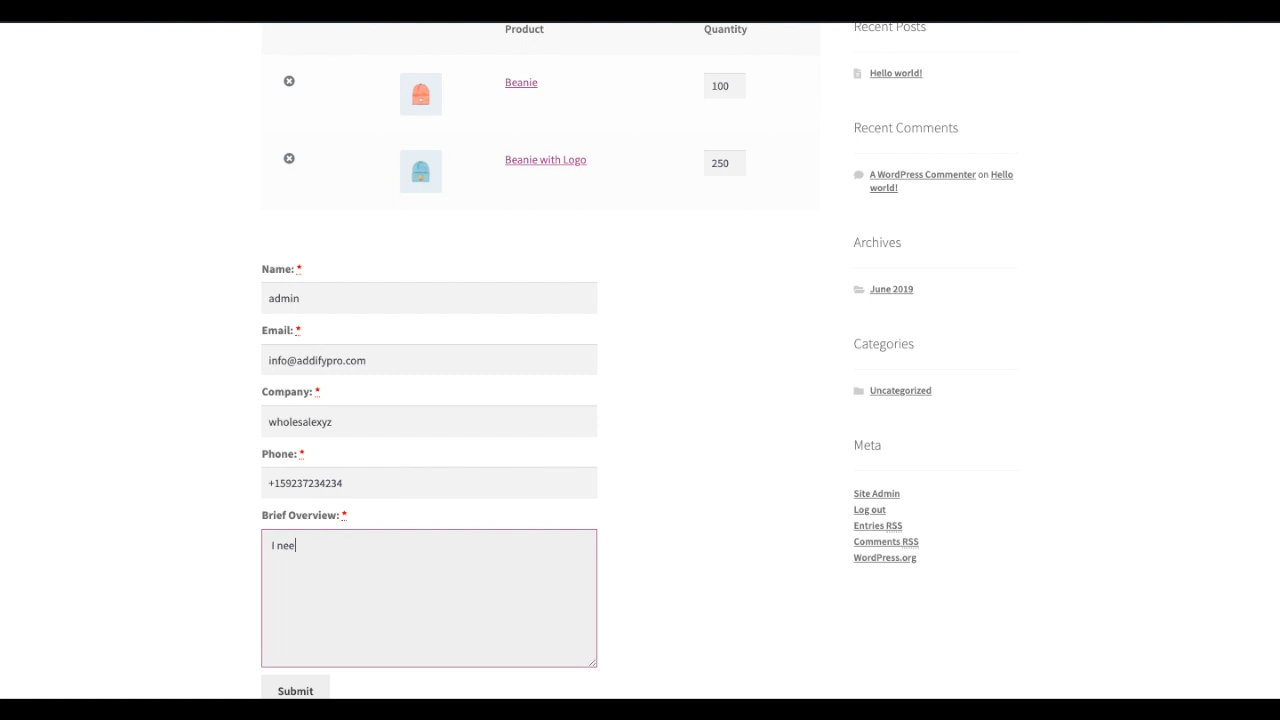 Product Quantity
Beanie 100
Beanie with Logo 250
Name: *
admin
Email: *
info@addifypro.com
Company: *
wholesalexyz
Phone: *
+159237234234
Brief Overview: *
I nee
Submit
Recent Posts
Hello world!
Recent Comments
A WordPress Commenter on Hello
world!
Archives
June 2019
Categories
Uncategorized
Meta
Site Admin
Log out
Entries RSS
Comments RSS
WordPress.org